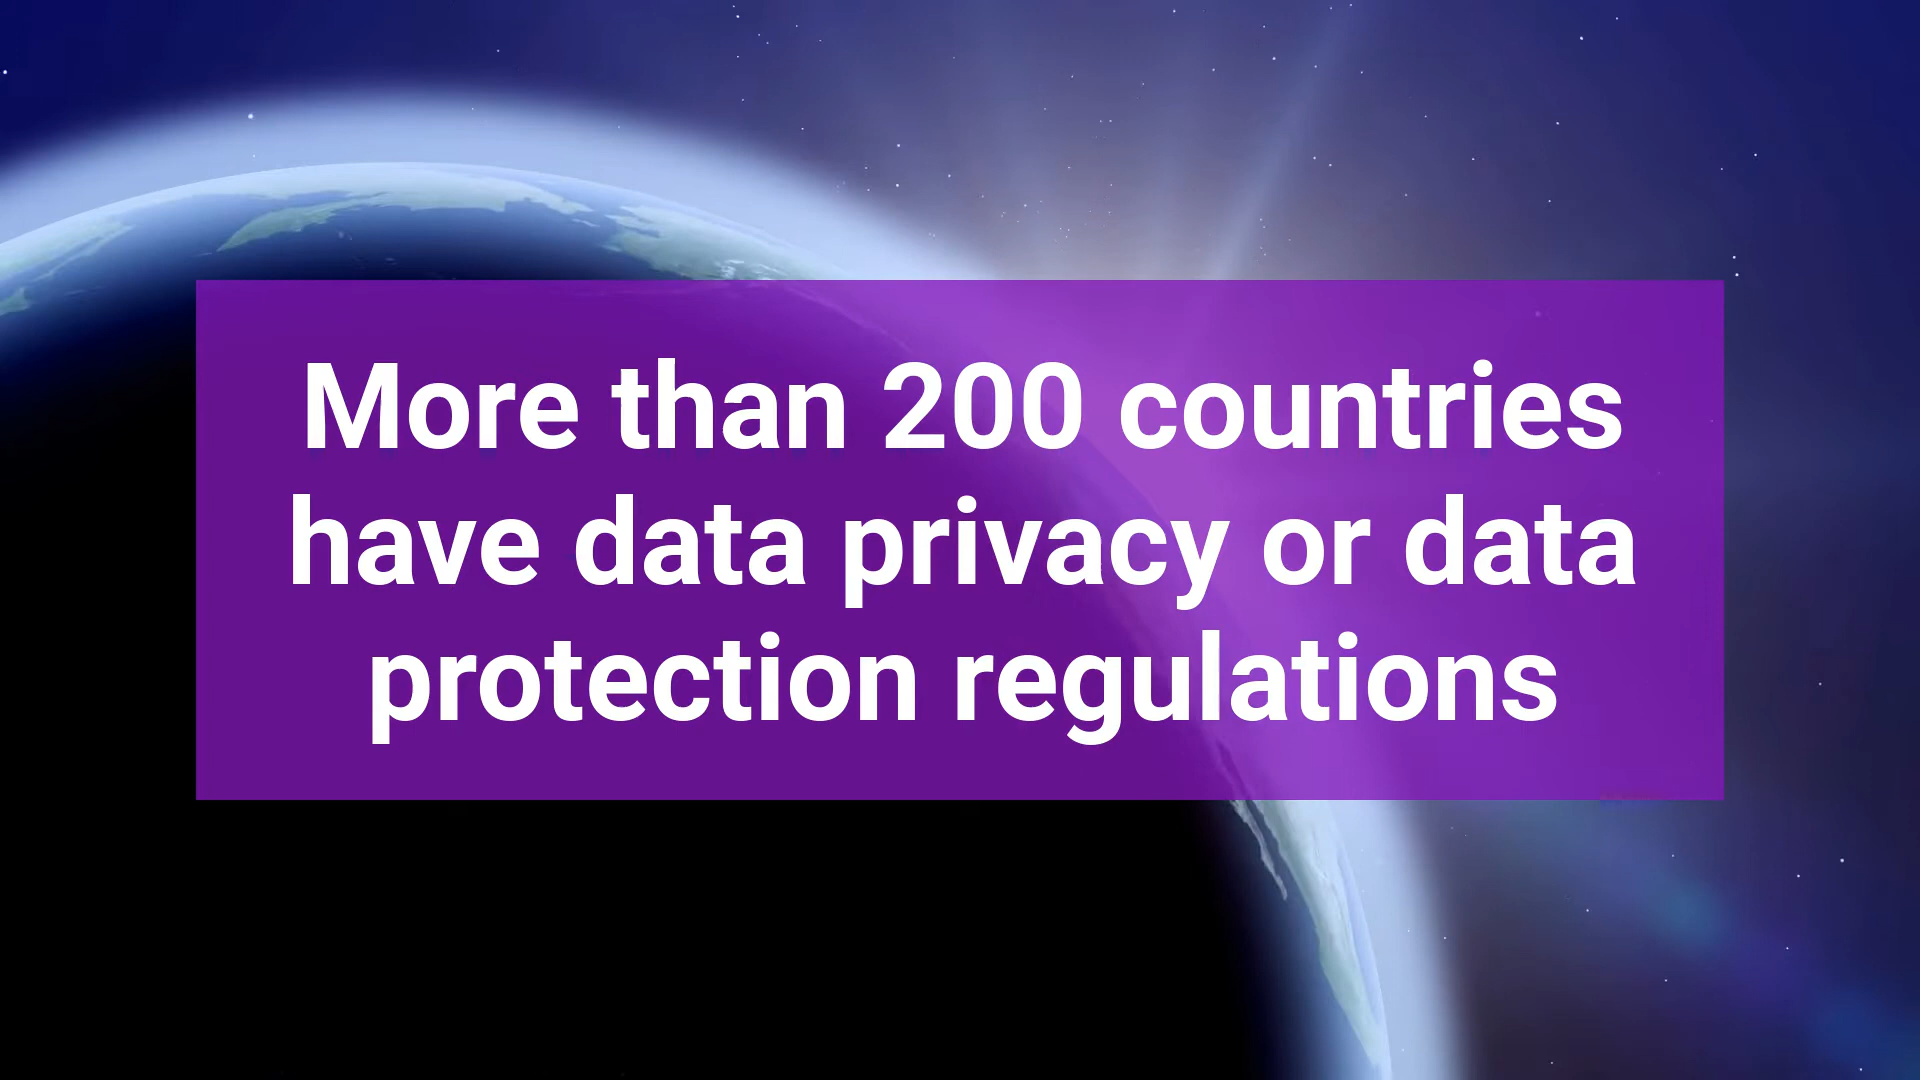 More than 200 countries
have data privacy or data
protection regulations